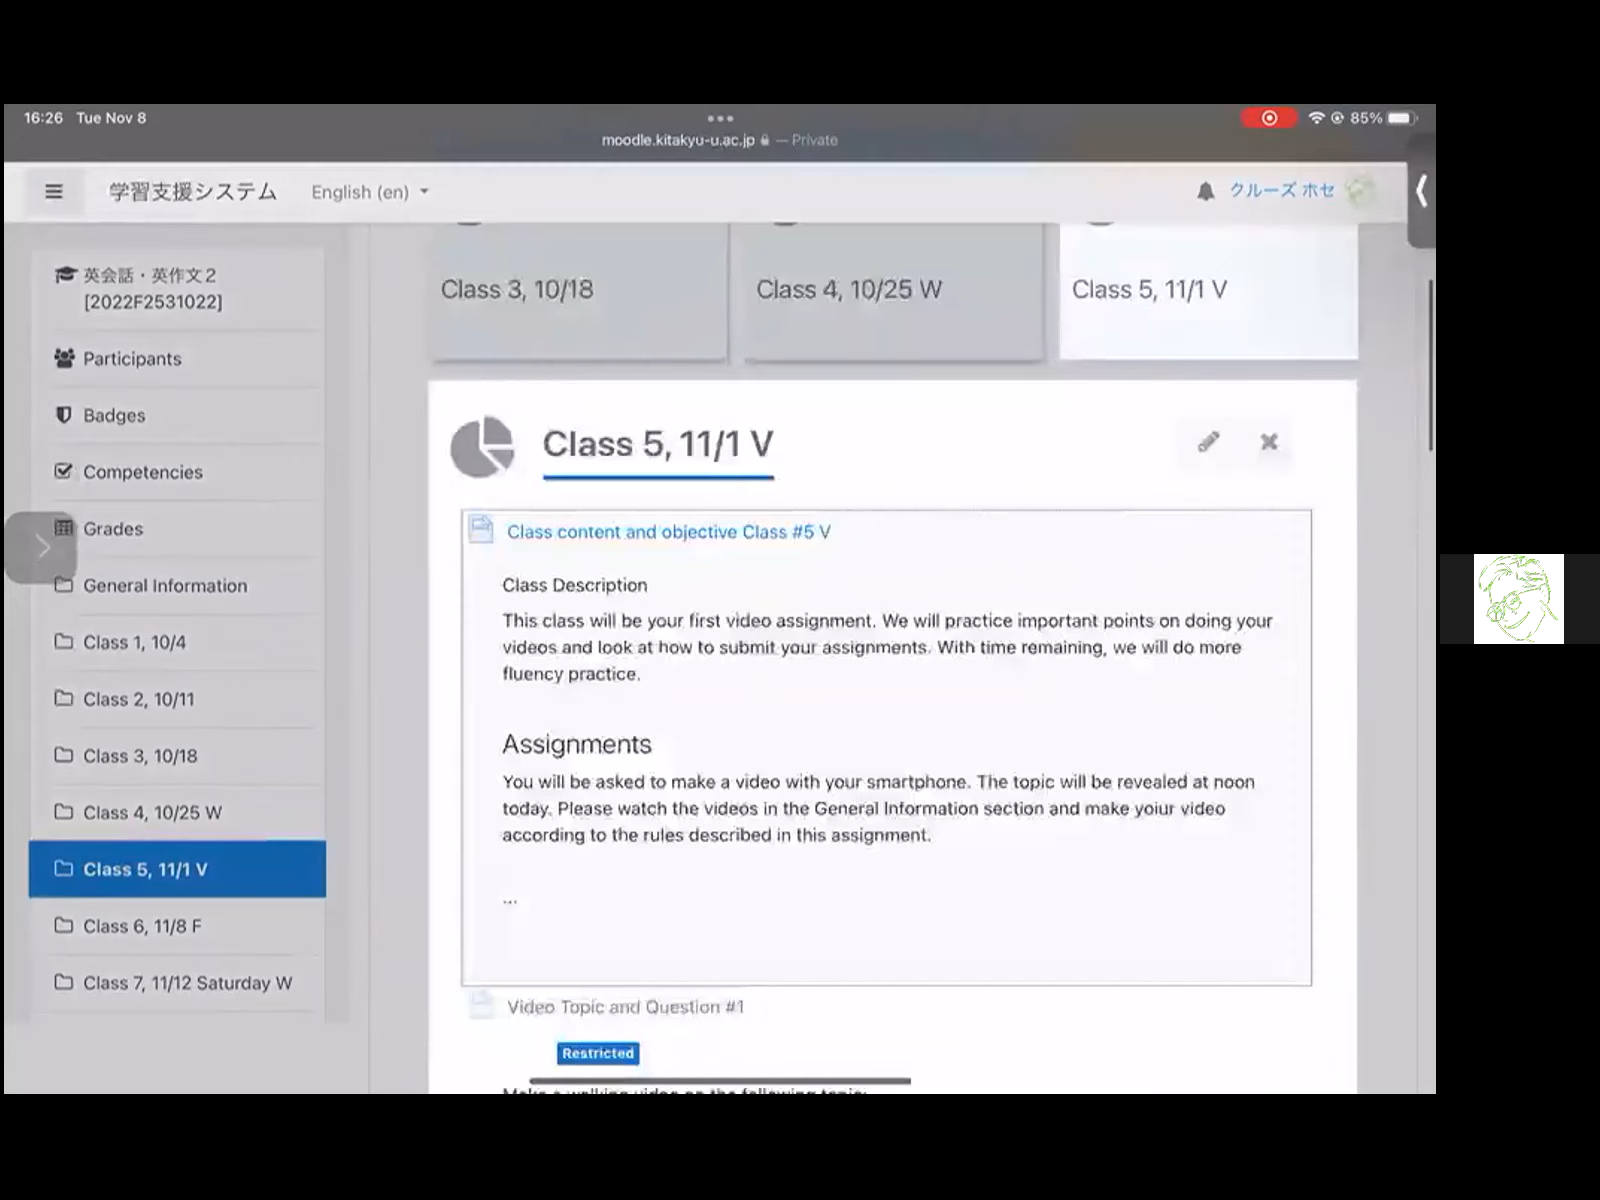 16:26 Tue Nov 8
85%
moodle.kitakyu-u.ac.jp — Private
学習支援システム English (en)
クルーズ ホセ
英会話・英作文２
[2022F2531022]
Participants
Badges
Competencies
Grades
General Information
Class 1, 10/4
Class 2, 10/11
Class 3, 10/18
Class 4, 10/25 W
Class 5, 11/1 V
Class 6, 11/8 F
Class 7, 11/12 Saturday W
Class 3, 10/18
Class 4, 10/25 W
Class 5, 11/1 V
Class 5, 11/1 V
Class content and objective Class #5 V
Class Description
This class will be your first video assignment. We will practice important points on doing your
videos and look at how to submit your assignments. With time remaining, we will do more
fluency practice.
Assignments
You will be asked to make a video with your smartphone. The topic will be revealed at noon
today. Please watch the videos in the General Information section and make yoiur video
according to the rules described in this assignment.
...
Video Topic and Question #1
Restricted
Make a walking video on the following topic: